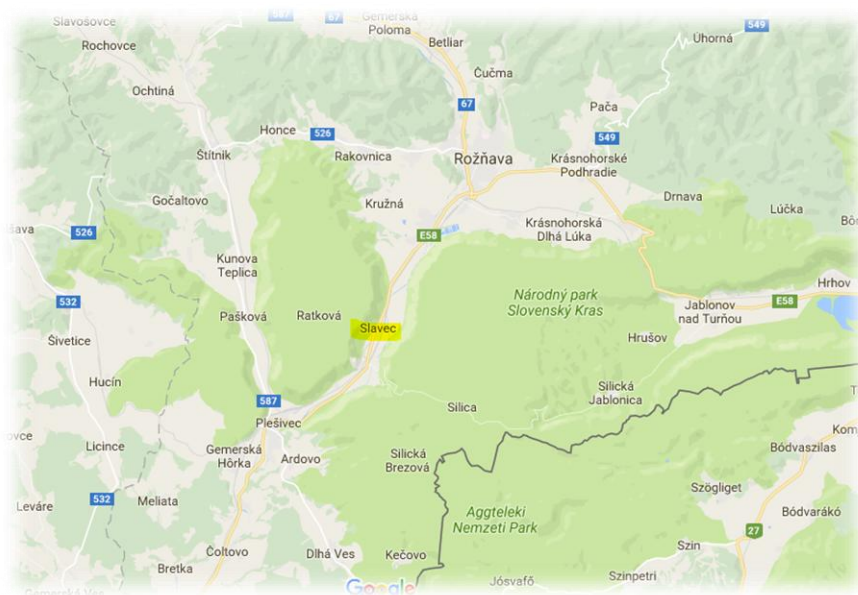 Slavošovce
587
67
Gemerská
Poloma
549
Úhorná
Rochovce
Betliar
Čučma
Ochtiná
67
Pača
Honce
526
549
Štítnik
Rakovnica
Rožňava
Krásnohorské
Podhradie
Gočaltovo
Kružná
Drnava
Lúčka
526
E58
Krásnohorská
Dlhá Lúka
Kunova
Teplica
Národný park
Slovenský Kras
Hrhov
532
E58
Jablonov
nad Turňou
Pašková
Ratková
Slavec
Šivetice
Hrušov
Hucín
Silická
Jablonica
587
Silica
Plešivec
Licince
Gemerská
Hôrka
Ardovo
Silická
Brezová
Bódvaszilas
Szögliget
532
Meliata
Leváre
Aggteleki
Nemzeti Park
Bódvarákó
27
Čoltovo
Dlhá Ves
Kečovo
Szin
Bretka
Google
Jósvafő
Szinpetri